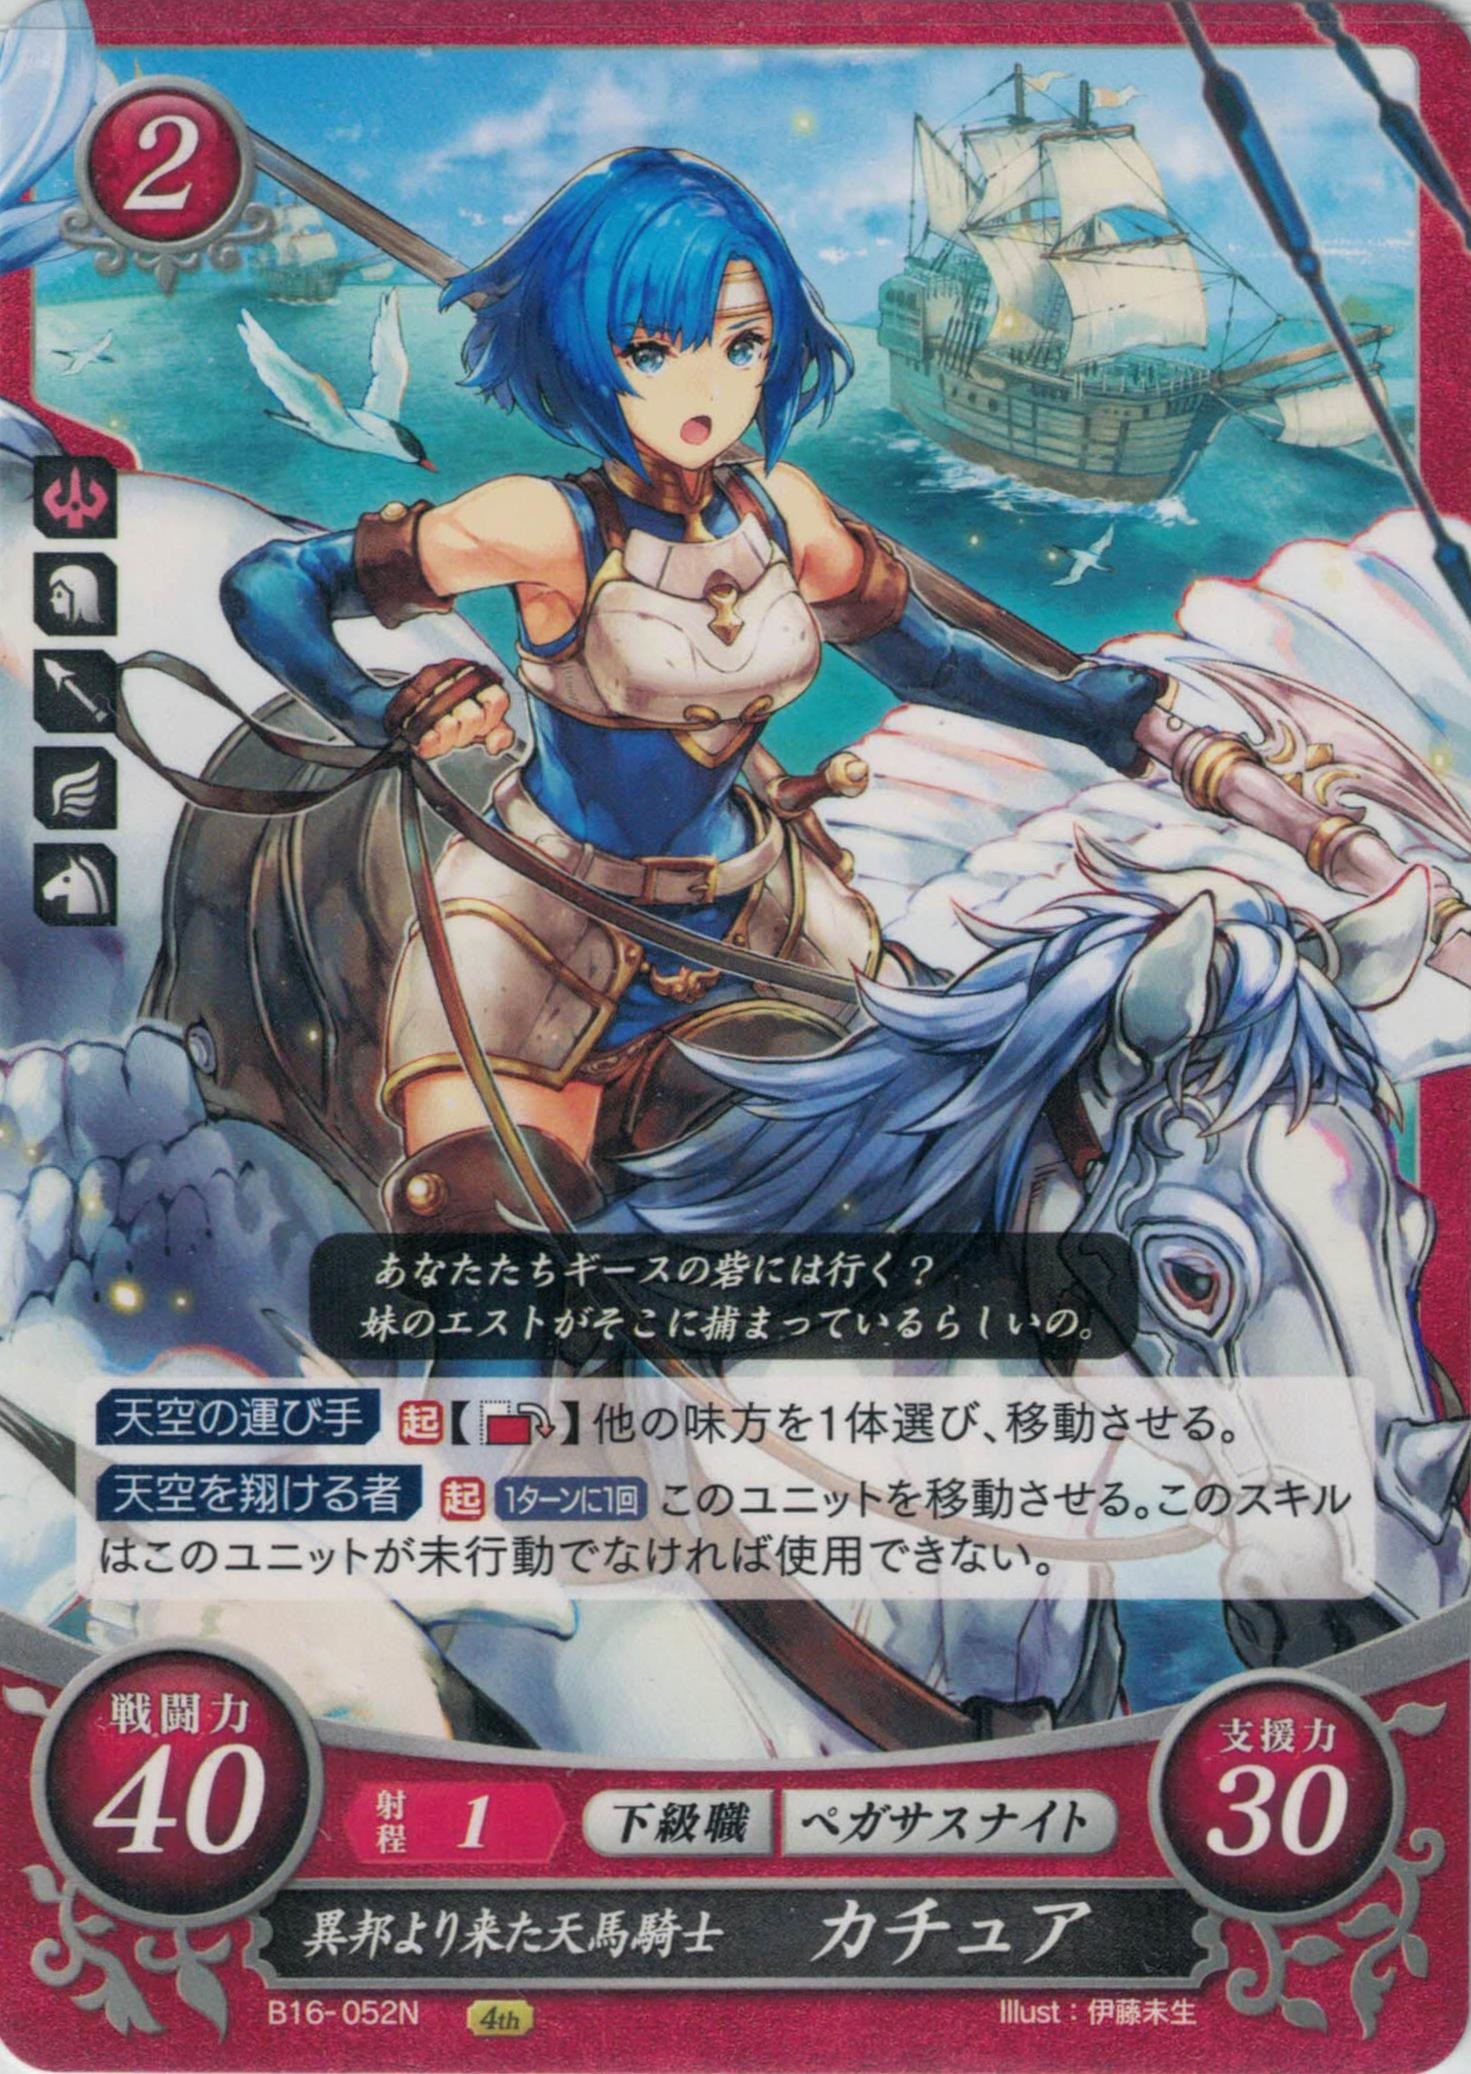 2
あなたたちギースの砦には行く？
妹のエストがそこに捕まっているらしいの。
天空の運び手 起【 】他の味方を1体選び、移動させる。
天空を翔ける者 起 1ターンに1回 このユニットを移動させる。このスキル
はこのユニットが未行動でなければ使用できない。
戦闘力
40
射程 1
下級職 ペガサスナイト
支援力
30
異邦より来た天馬騎士 カチュア
B16-052N 4th Illust：伊藤未生